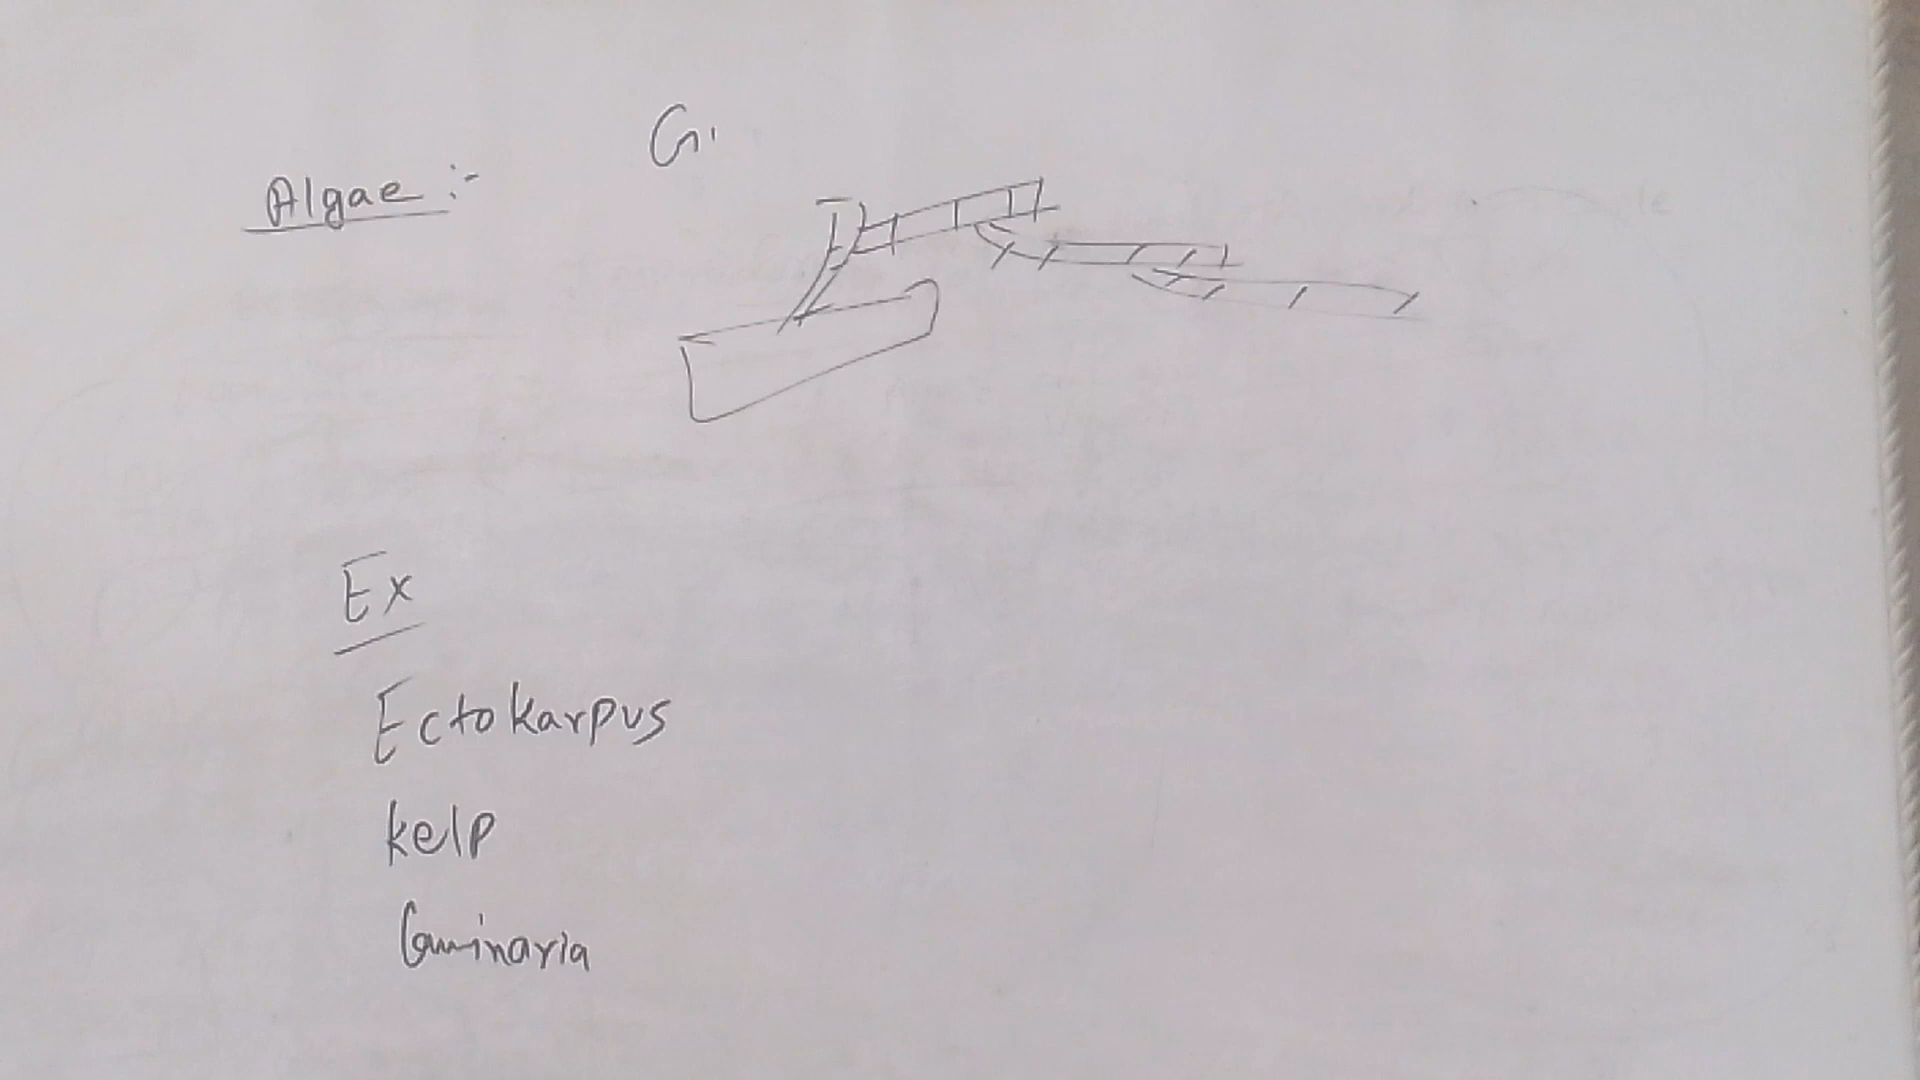 G.
Algae :-
Ex
Ectokarpus
kelp
Laminaria